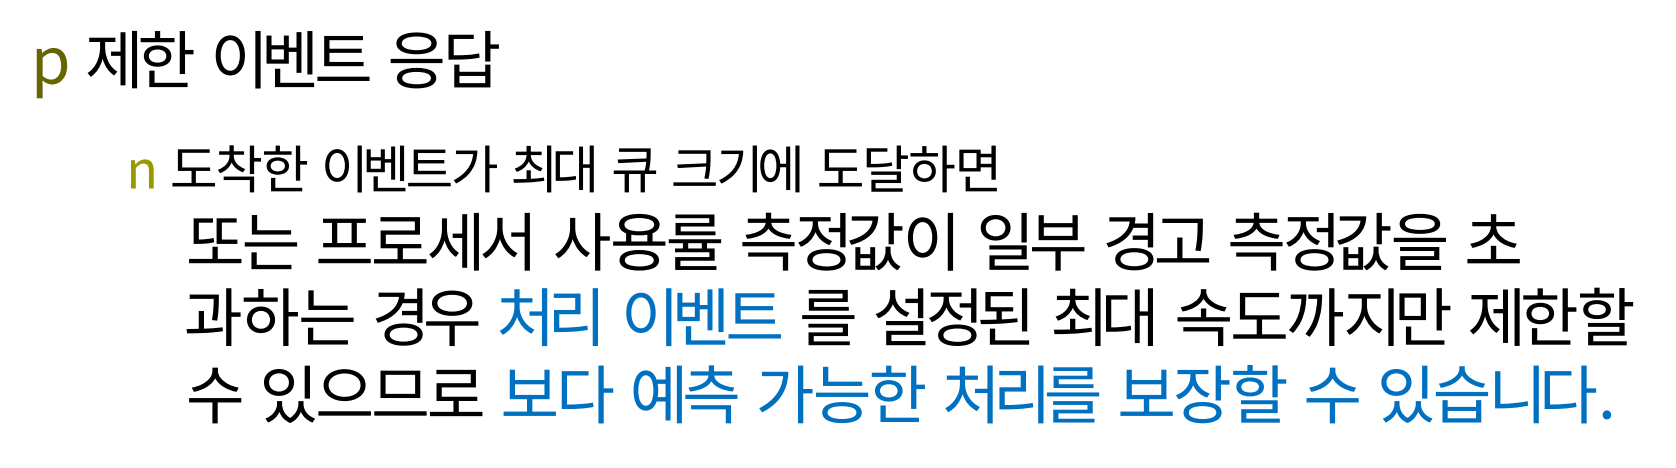 p 제한 이벤트 응답
n 도착한 이벤트가 최대 큐 크기에 도달하면
또는 프로세서 사용률 측정값이 일부 경고 측정값을 초
과하는 경우 처리 이벤트 를 설정된 최대 속도까지만 제한할
수 있으므로 보다 예측 가능한 처리를 보장할 수 있습니다.